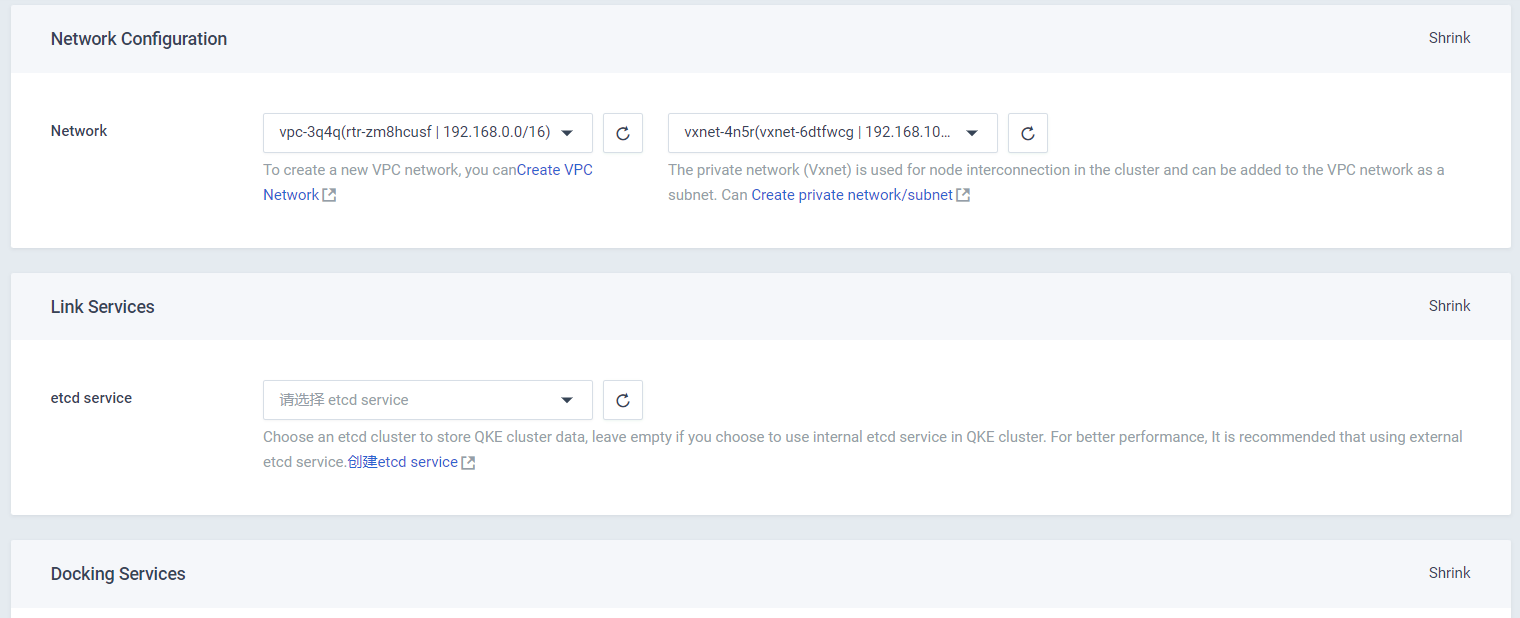 Network Configuration
Shrink
Network
vpc-3q4q(rtr-zm8hcusf | 192.168.0.0/16)
vxnet-4n5r(vxnet-6dtfwcg | 192.168.10...
To create a new VPC network, you canCreate VPC
Network
The private network (Vxnet) is used for node interconnection in the cluster and can be added to the VPC network as a
subnet. Can Create private network/subnet
Link Services
Shrink
etcd service
请选择 etcd service
Choose an etcd cluster to store QKE cluster data, leave empty if you choose to use internal etcd service in QKE cluster. For better performance, It is recommended that using external
etcd service.创建etcd service
Docking Services
Shrink